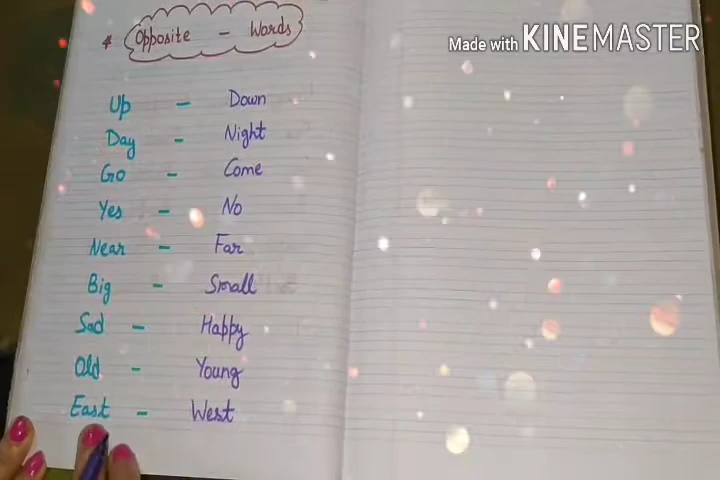 Made with KINEMASTER
* Opposite - Words
Up - Down
Day - Night
Go - Come
Yes - No
Near - Far
Big - Small
Sad - Happy
Old - Young
East - West